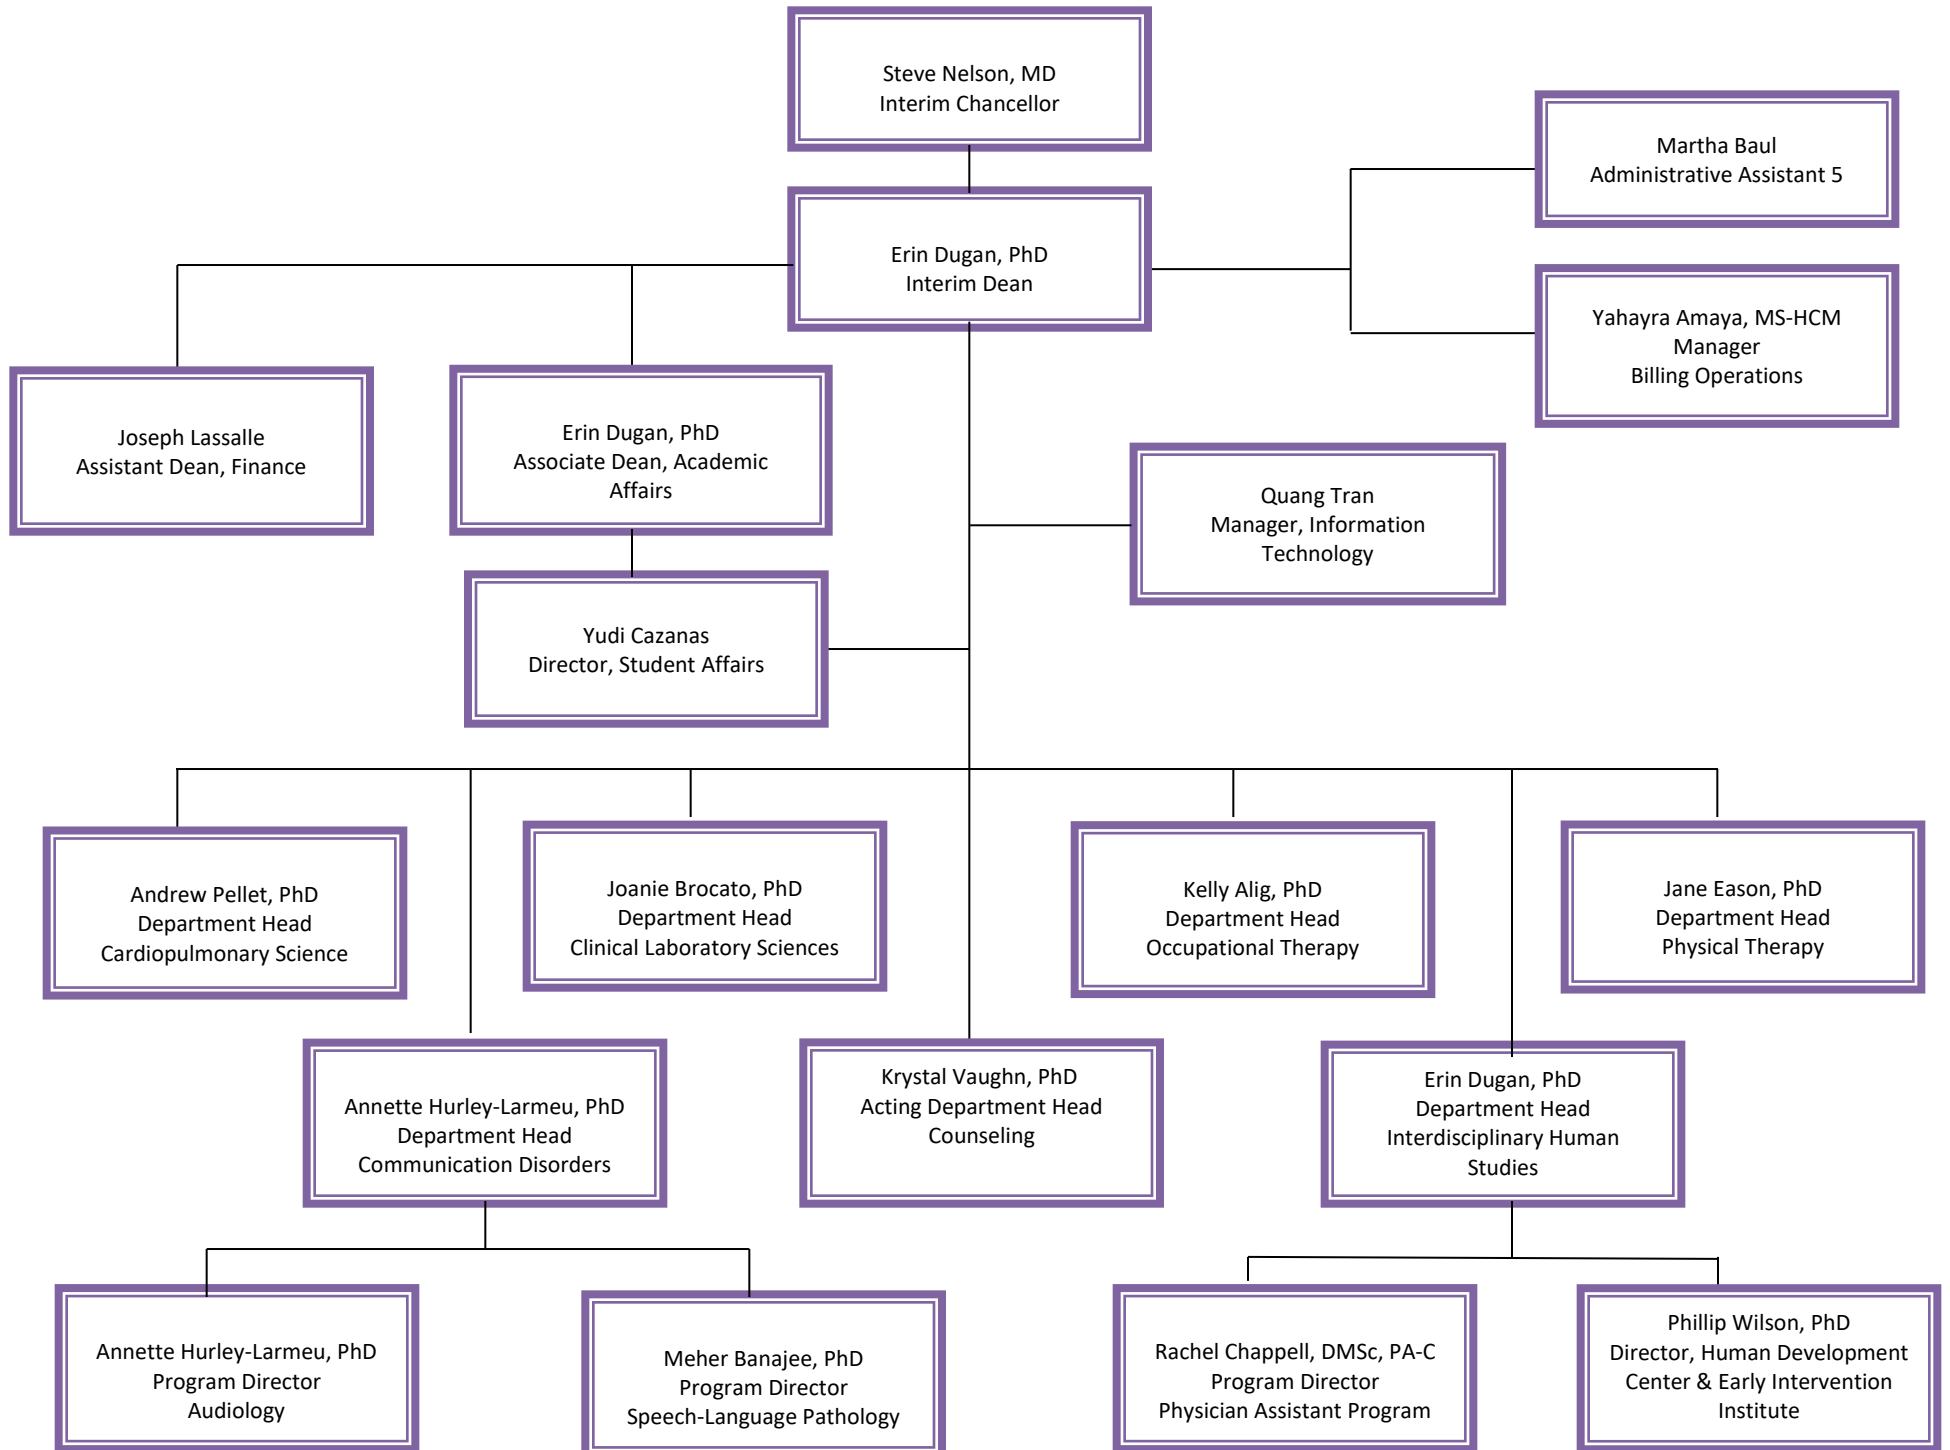 Steve Nelson, MD
Interim Chancellor
Martha Baul
Administrative Assistant 5
Erin Dugan, PhD
Interim Dean
Yahayra Amaya, MS-HCM
Manager
Billing Operations
Joseph Lassalle
Assistant Dean, Finance
Erin Dugan, PhD
Associate Dean, Academic
Affairs
Quang Tran
Manager, Information
Technology
Yudi Cazanas
Director, Student Affairs
Andrew Pellet, PhD
Department Head
Cardiopulmonary Science
Joanie Brocato, PhD
Department Head
Clinical Laboratory Sciences
Kelly Alig, PhD
Department Head
Occupational Therapy
Jane Eason, PhD
Department Head
Physical Therapy
Annette Hurley-Larmeu, PhD
Department Head
Communication Disorders
Krystal Vaughn, PhD
Acting Department Head
Counseling
Erin Dugan, PhD
Department Head
Interdisciplinary Human
Studies
Annette Hurley-Larmeu, PhD
Program Director
Audiology
Meher Banajee, PhD
Program Director
Speech-Language Pathology
Rachel Chappell, DMSc, PA-C
Program Director
Physician Assistant Program
Phillip Wilson, PhD
Director, Human Development
Center & Early Intervention
Institute